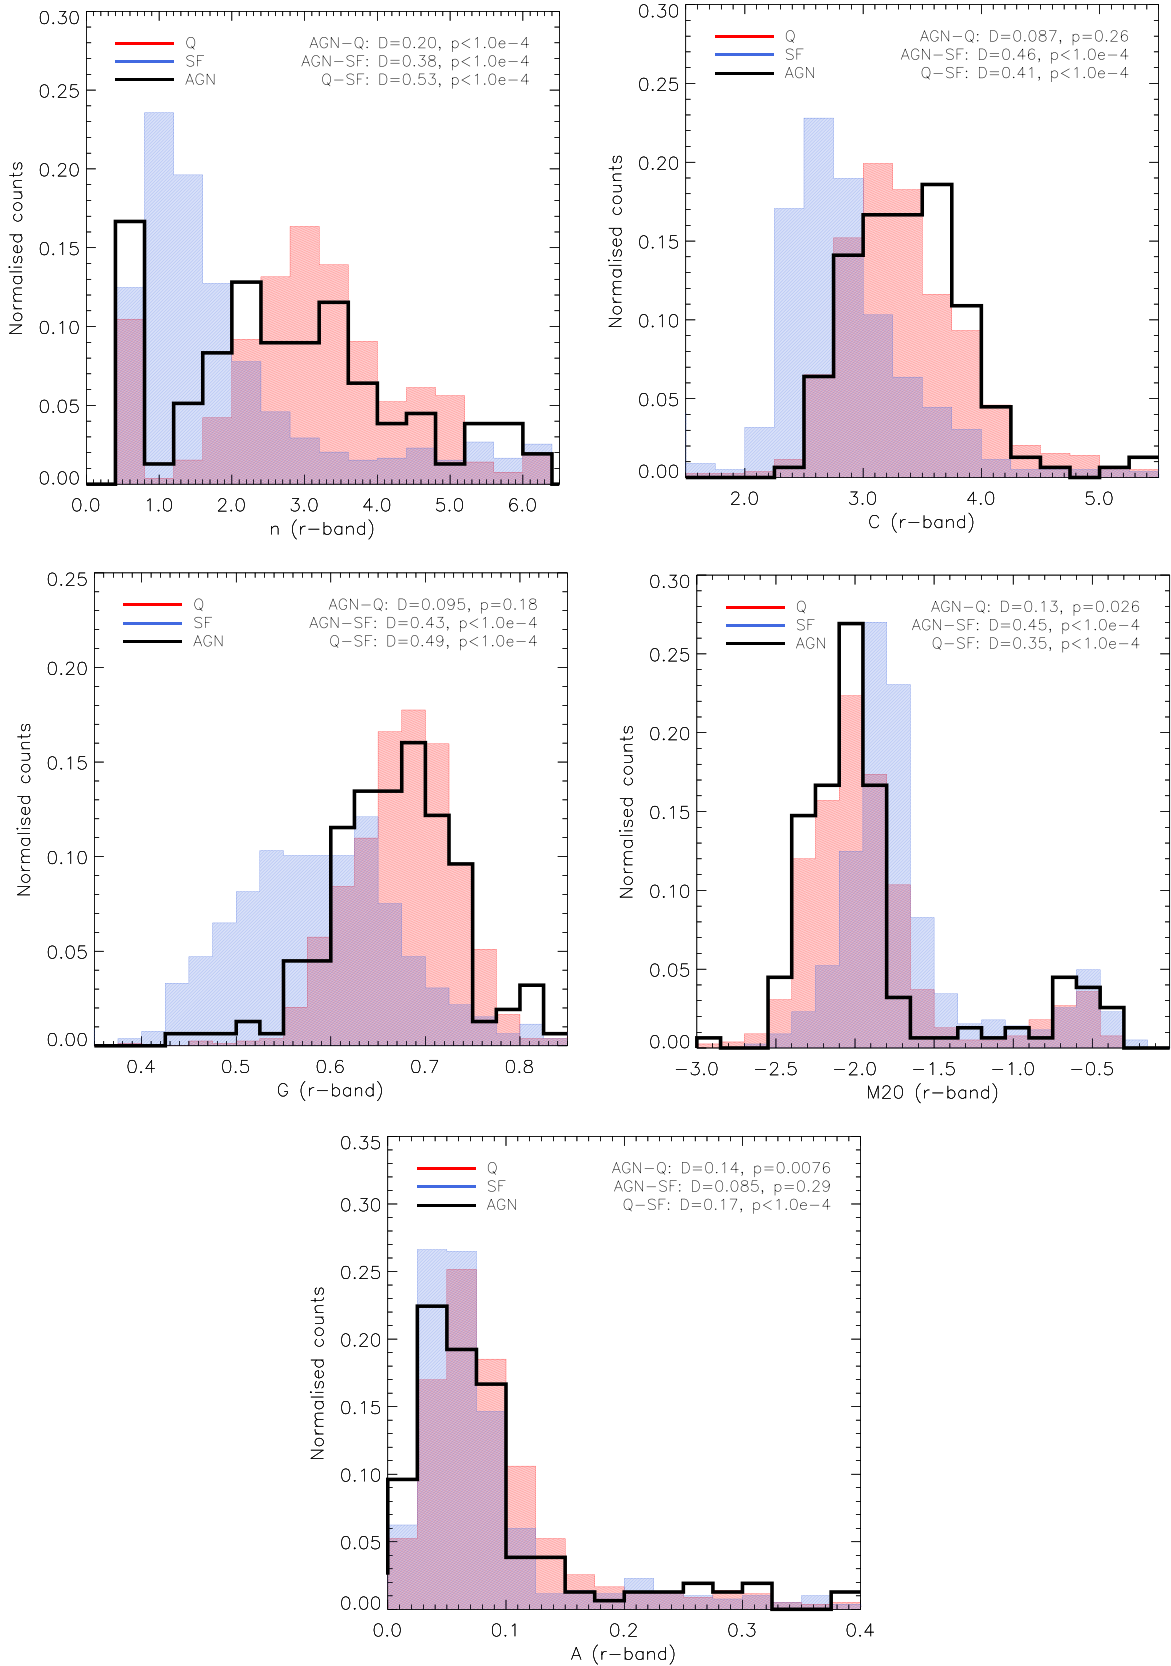 0.30
Q AGN-Q: D=0.20, p<1.0e-4
SF AGN-SF: D=0.38, p<1.0e-4
AGN Q-SF: D=0.53, p<1.0e-4
0.25
0.20
0.15
0.10
0.05
0.00
Normalised counts
0.0 1.0 2.0 3.0 4.0 5.0 6.0
n (r-band)
0.30
Q AGN-Q: D=0.087, p=0.26
SF AGN-SF: D=0.46, p<1.0e-4
AGN Q-SF: D=0.41, p<1.0e-4
0.25
0.20
0.15
0.10
0.05
0.00
Normalised counts
2.0 3.0 4.0 5.0
C (r-band)
0.25
Q AGN-Q: D=0.095, p=0.18
SF AGN-SF: D=0.43, p<1.0e-4
AGN Q-SF: D=0.49, p<1.0e-4
0.20
0.15
0.10
0.05
0.00
Normalised counts
0.4 0.5 0.6 0.7 0.8
G (r-band)
0.30
Q AGN-Q: D=0.13, p=0.026
SF AGN-SF: D=0.45, p<1.0e-4
AGN Q-SF: D=0.35, p<1.0e-4
0.25
0.20
0.15
0.10
0.05
0.00
Normalised counts
-3.0 -2.5 -2.0 -1.5 -1.0 -0.5
M20 (r-band)
0.35
Q AGN-Q: D=0.14, p=0.0076
SF AGN-SF: D=0.085, p=0.29
AGN Q-SF: D=0.17, p<1.0e-4
0.30
0.25
0.20
0.15
0.10
0.05
0.00
Normalised counts
0.0 0.1 0.2 0.3 0.4
A (r-band)